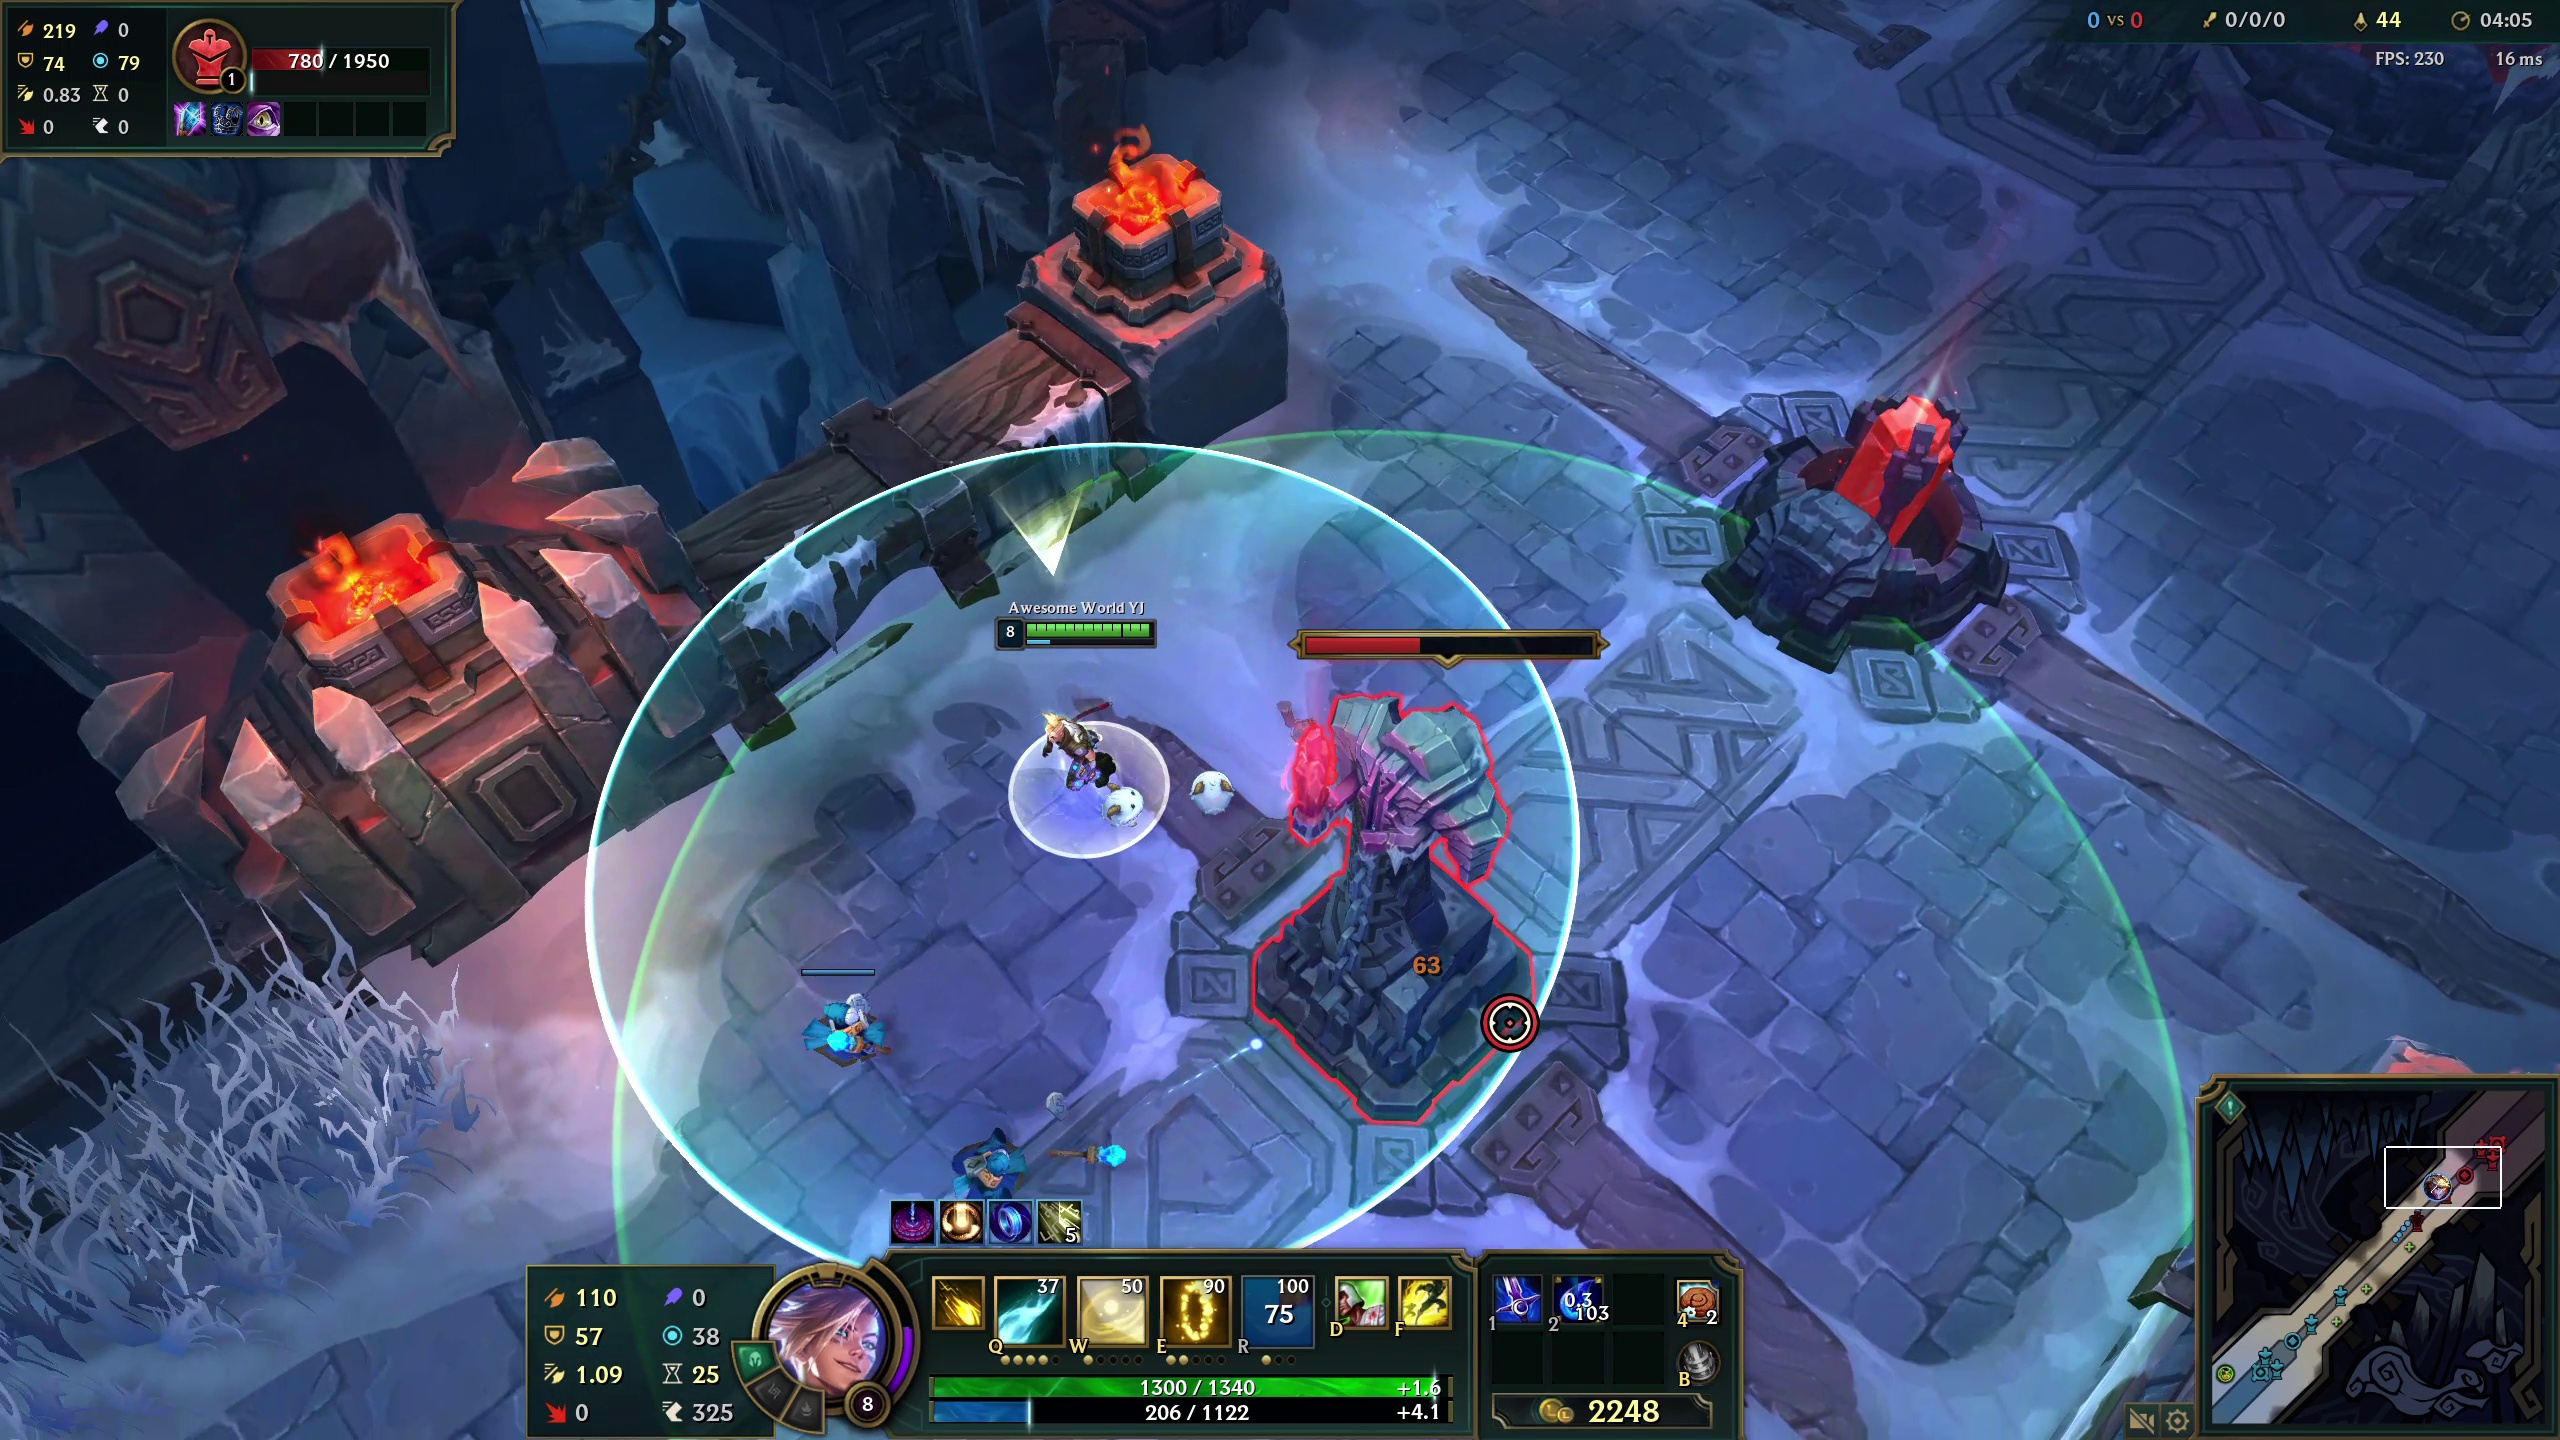 219 0
74 79
0.83 0
0 0
1
780 / 1950
0 VS 0 0/0/0 44 04:05
FPS: 230 16 ms
Awesome World YJ
8
63
5
110 0
57 38
1.09 25
0 325
8
37 50 90 100
75
Q W E R D F
1300 / 1340 +1.6
206 / 1122 +4.1
0.3
103
1 2 4 2
B
2248